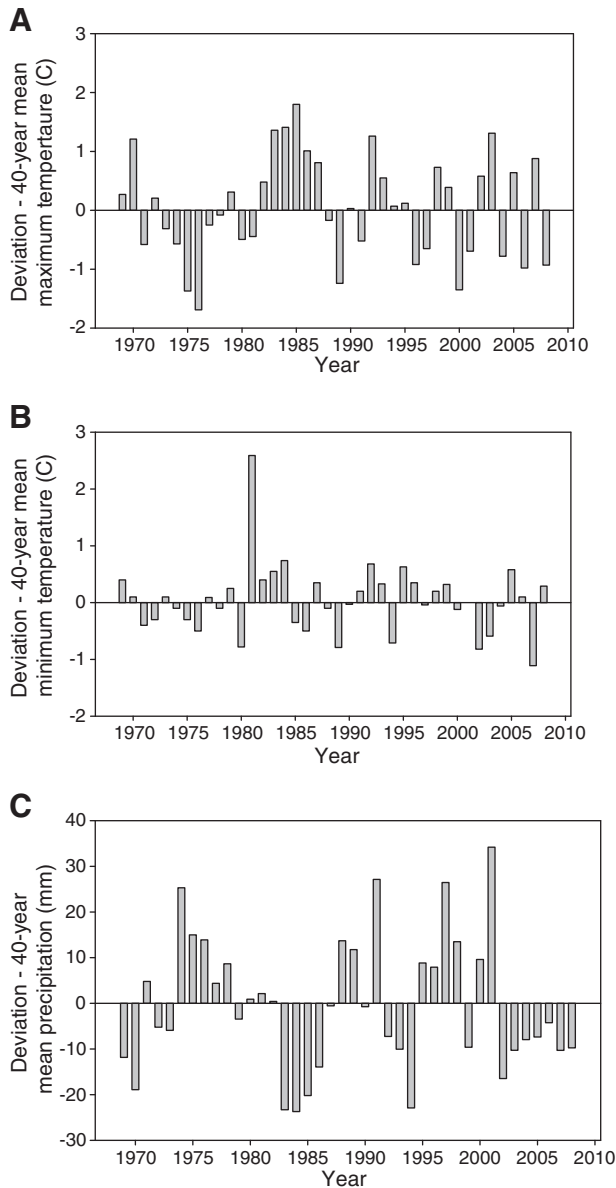 A
Deviation - 40-year mean
maximum tempertaure (C)
3
2
1
0
-1
-2
1970 1975 1980 1985 1990 1995 2000 2005 2010
Year
B
Deviation - 40-year mean
minimum temperature (C)
3
2
1
0
-1
-2
1970 1975 1980 1985 1990 1995 2000 2005 2010
Year
C
Deviation - 40-year
mean precipitation (mm)
40
30
20
10
0
-10
-20
-30
1970 1975 1980 1985 1990 1995 2000 2005 2010
Year